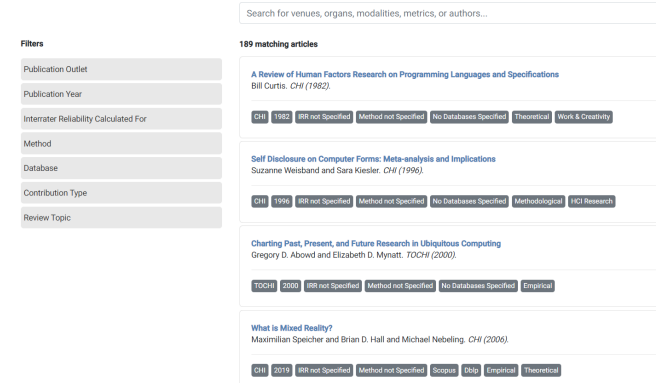 Search for venues, organs, modalities, metrics, or authors...
Filters
Publication Outlet
Publication Year
Interrater Reliability Calculated For
Method
Database
Contribution Type
Review Topic
189 matching articles
A Review of Human Factors Research on Programming Languages and Specifications
Bill Curtis. CHI (1982).
CHI 1982 IRR not Specified Method not Specified No Databases Specified Theoretical Work & Creativity
Self Disclosure on Computer Forms: Meta-analysis and Implications
Suzanne Weisband and Sara Kiesler. CHI (1996).
CHI 1996 IRR not Specified Method not Specified No Databases Specified Methodological HCI Research
Charting Past, Present, and Future Research in Ubiquitous Computing
Gregory D. Abowd and Elizabeth D. Mynatt. TOCHI (2000).
TOCHI 2000 IRR not Specified Method not Specified No Databases Specified Empirical
What is Mixed Reality?
Maximilian Speicher and Brian D. Hall and Michael Nebeling. CHI (2006).
CHI 2019 IRR not Specified Method not Specified Scopus Dblp Empirical Theoretical